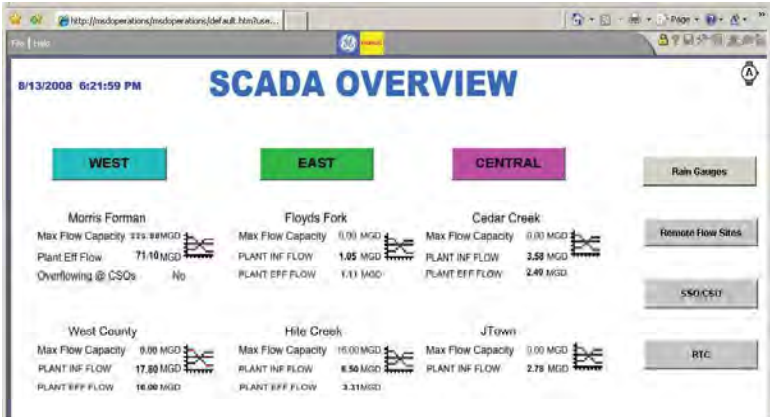 http://msdoperations/msdoperations/default.htm?use...
Page
File | Help
8/13/2008 6:21:59 PM
SCADA OVERVIEW
WEST
EAST
CENTRAL
Rain Gauges
Remote Flow Sites
SSO/CSO
RTC
Morris Forman
Max Flow Capacity MGD
Plant Eff Flow 71.10 MGD
Overflowing @ CSOs No
Floyds Fork
Max Flow Capacity 0.00 MGD
PLANT INF FLOW 1.05 MGD
PLANT EFF FLOW 1.11 MGD
Cedar Creek
Max Flow Capacity 0.00 MGD
PLANT INF FLOW 3.58 MGD
PLANT EFF FLOW 2.49 MGD
West County
Max Flow Capacity 0.00 MGD
PLANT INF FLOW 17.80 MGD
PLANT EFF FLOW 16.00 MGD
Hite Creek
Max Flow Capacity 16.00 MGD
PLANT INF FLOW 6.50 MGD
PLANT EFF FLOW 3.31 MGD
JTown
Max Flow Capacity 0.00 MGD
PLANT INF FLOW 2.78 MGD